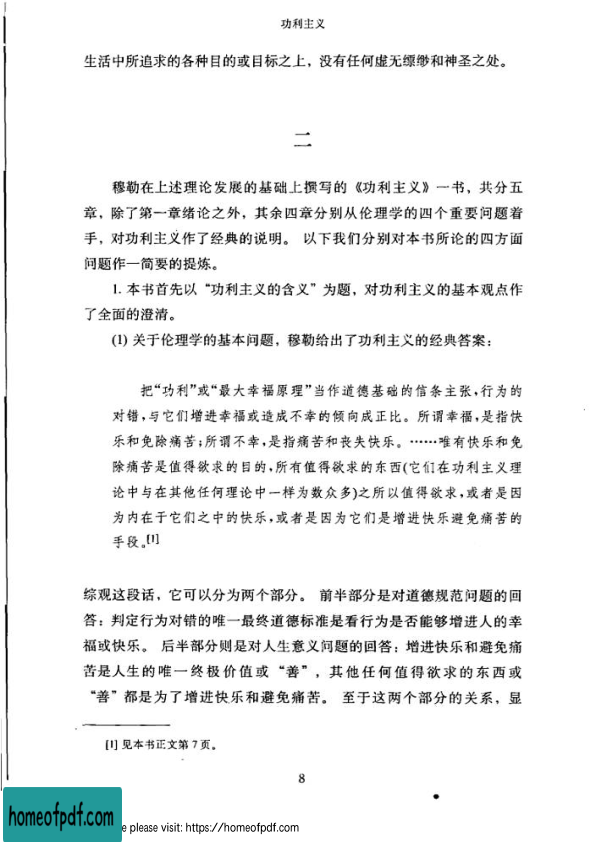 功利主义
生活中所追求的各种目的或目标之上，没有任何虚无缥缈和神圣之处。
二
穆勒在上述理论发展的基础上撰写的《功利主义》一书，共分五
章，除了第一章绪论之外，其余四章分别从伦理学的四个重要问题着
手，对功利主义作了经典的说明。 以下我们分别对本书所论的四方面
问题作一简要的提炼。
1. 本书首先以“功利主义的含义”为题，对功利主义的基本观点作
了全面的澄清。
(1) 关于伦理学的基本问题，穆勒给出了功利主义的经典答案：
把“功利”或“最大幸福原理”当作道德基础的信条主张,行为的
对错,与它们增进幸福或造成不幸的倾向成正比。所谓幸福,是指快
乐和免除痛苦;所谓不幸,是指痛苦和丧失快乐。……唯有快乐和免
除痛苦是值得欲求的目的,所有值得欲求的东西(它们在功利主义理
论中与在其他任何理论中一样为数众多)之所以值得欲求,或者是因
为内在于它们之中的快乐,或者是因为它们是增进快乐避免痛苦的
手段。[1]
综观这段话，它可以分为两个部分。 前半部分是对道德规范问题的回
答：判定行为对错的唯一最终道德标准是看行为是否能够增进人的幸
福或快乐。 后半部分则是对人生意义问题的回答：增进快乐和避免痛
苦是人生的唯一终极价值或“善”，其他任何值得欲求的东西或
“善”都是为了增进快乐和避免痛苦。 至于这两个部分的关系，显
[1] 见本书正文第 7 页。
8
homeofpdf.com
e please visit: https://homeofpdf.com